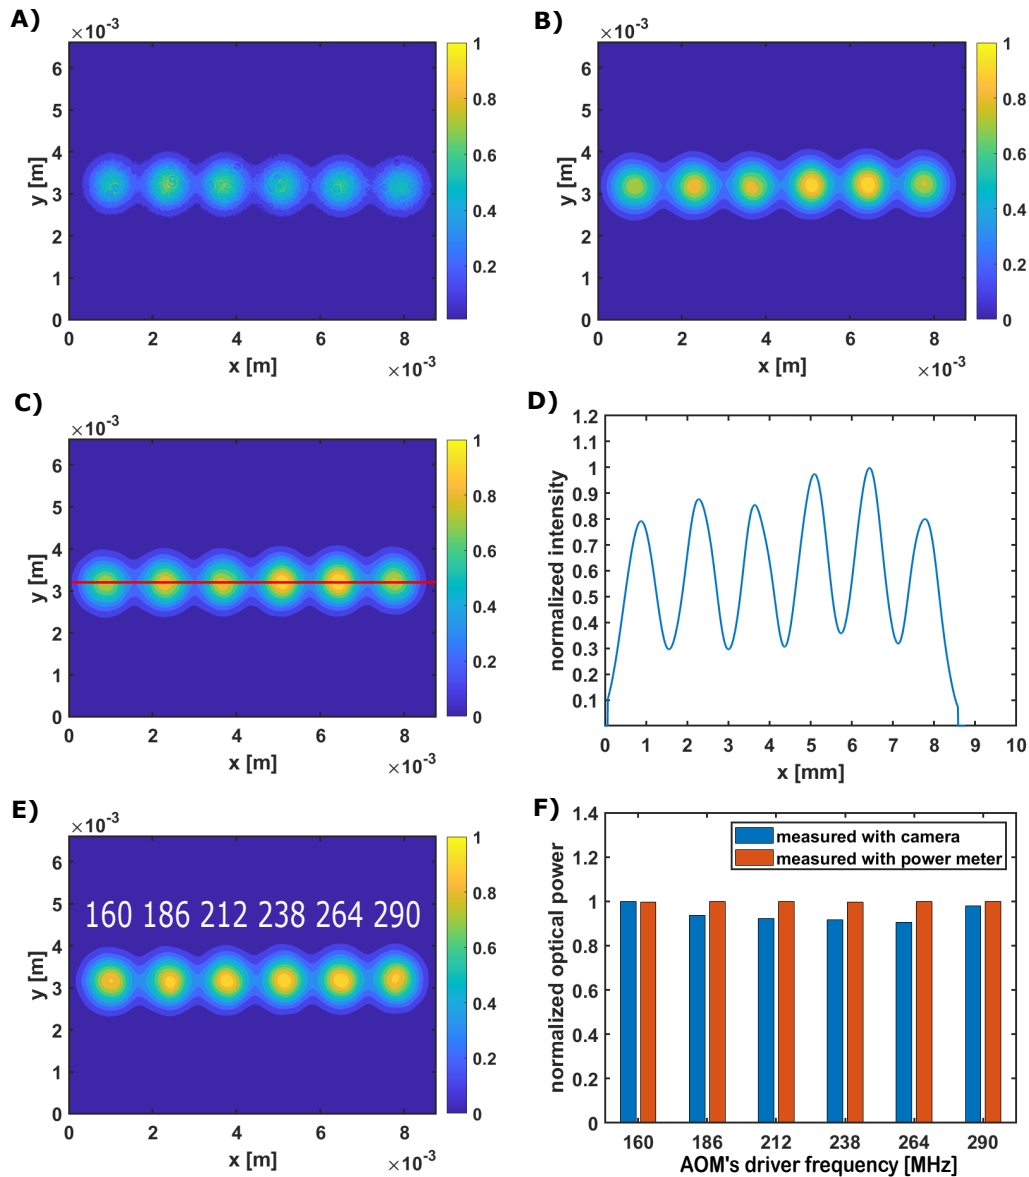 A)
×10⁻³
6
5
4
3
2
1
0
y [m]
0 2 4 6 8
x [m]
×10⁻³
1
0.8
0.6
0.4
0.2
B)
×10⁻³
6
5
4
3
2
1
0
y [m]
0 2 4 6 8
x [m]
×10⁻³
1
0.8
0.6
0.4
0.2
0
C)
×10⁻³
6
5
4
3
2
1
0
y [m]
0 2 4 6 8
x [m]
×10⁻³
1
0.8
0.6
0.4
0.2
0
D)
1.2
1.1
1
0.9
0.8
0.7
0.6
0.5
0.4
0.3
0.2
0.1
normalized intensity
0 1 2 3 4 5 6 7 8 9 10
x [mm]
E)
×10⁻³
6
5
4
3
2
1
0
y [m]
160 186 212 238 264 290
0 2 4 6 8
x [m]
×10⁻³
1
0.8
0.6
0.4
0.2
0
F)
1.4
1.2
1
0.8
0.6
0.4
0.2
0
normalized optical power
measured with camera
measured with power meter
160 186 212 238 264 290
AOM's driver frequency [MHz]